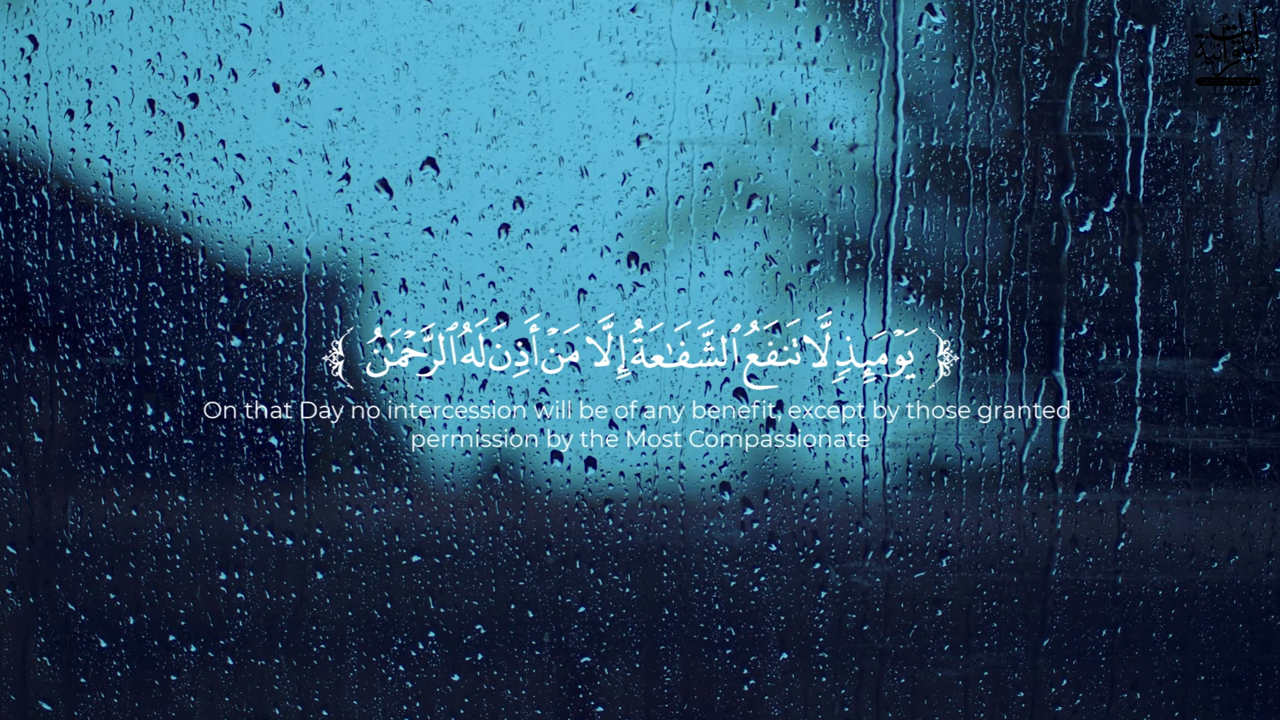 ﴿ يَوْمَئِذٍ لَّا تَنفَعُ ٱلشَّفَـٰعَةُ إِلَّا مَنْ أَذِنَ لَهُ ٱلرَّحْمَـٰنُ ﴾
On that Day no intercession will be of any benefit, except by those granted
permission by the Most Compassionate